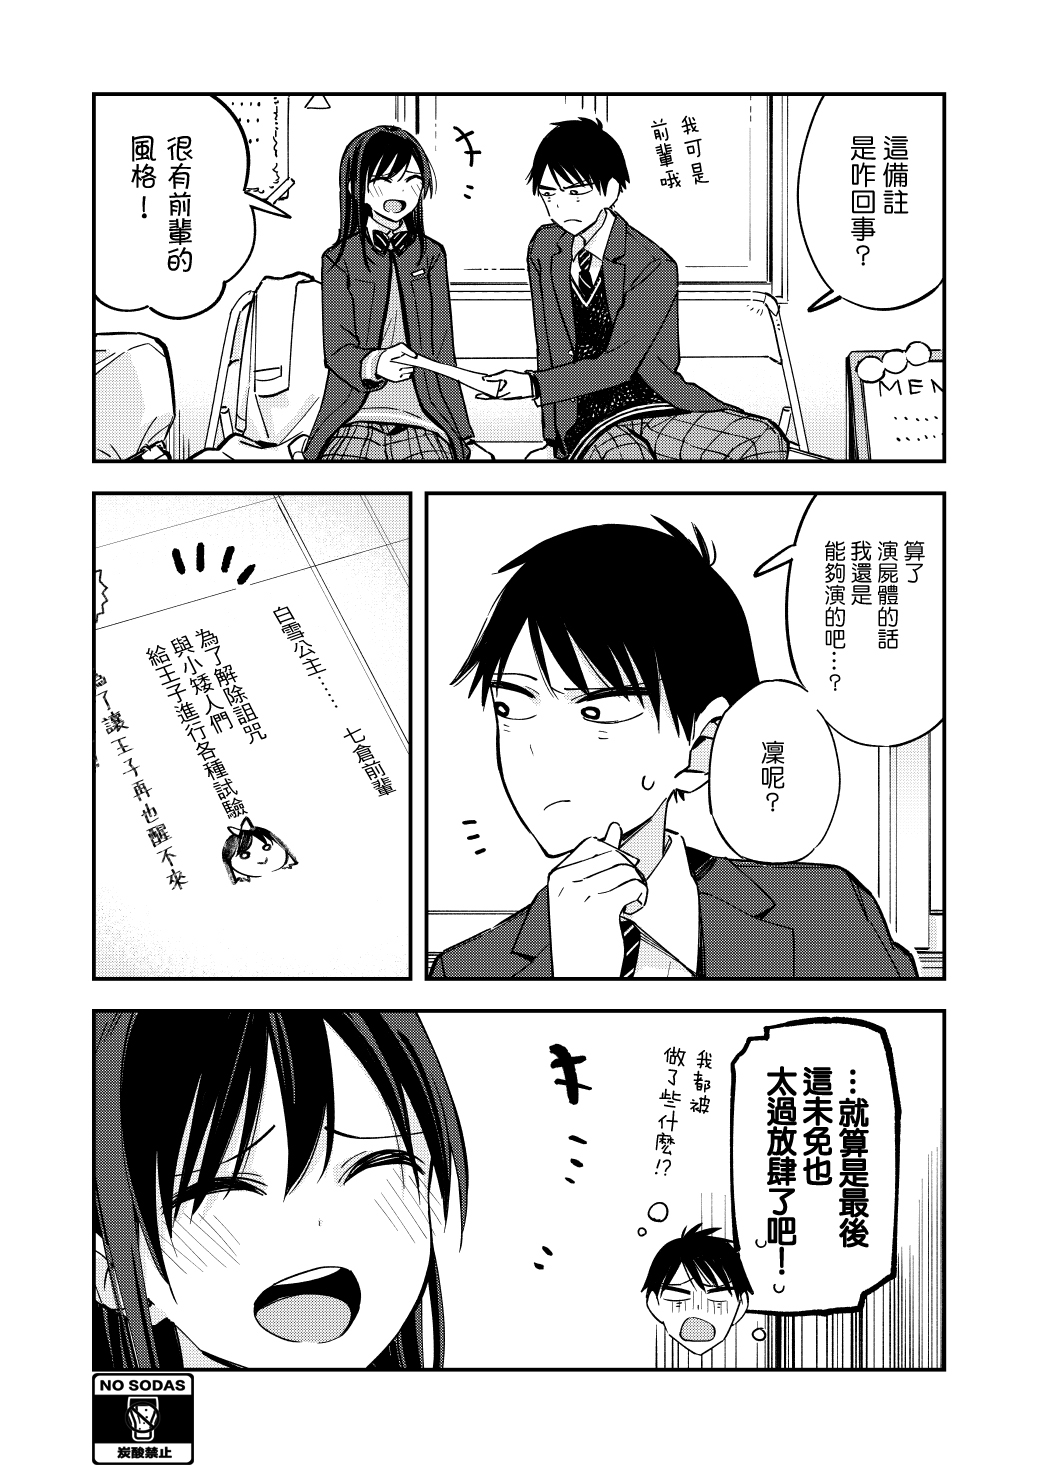 這備註
是咋回事？
我可是
前輩哦
很有前輩的
風格！
MEN
算了
演屍體的話
我還是
能夠演的吧…？
凜呢？
白雪公主…… 七倉前輩
為了解除詛咒
與小矮人們
給王子進行各種試驗
了讓王子再也醒不來
…就算是最後
這未免也
太過放肆了吧！
我都被
做了些什麼!?
NO SODAS
炭酸禁止